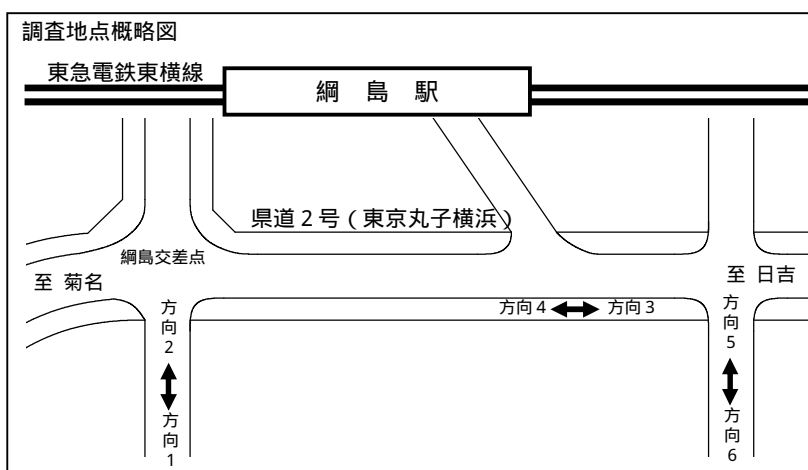 調査地点概略図
東急電鉄東横線
綱島駅
県道2号(東京丸子横浜)
綱島交差点
至 菊名
至 日吉
方向4
方向3
方向2
方向1
方向5
方向6